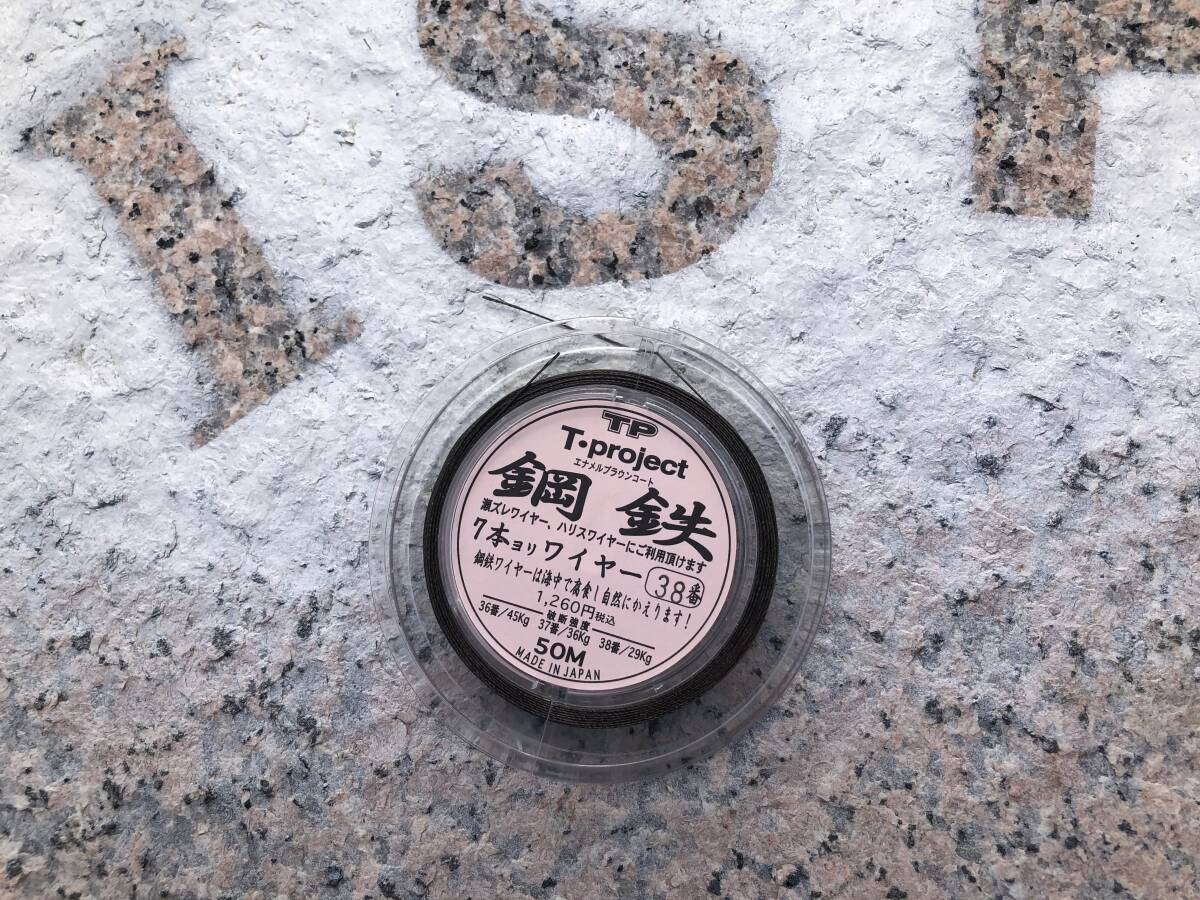 ISF
TP
T・project
エナメルブラウンコート
鋼鉄
瀬ズレワイヤー、ハリスワイヤーにご利用頂けます
7本ヨリワイヤー 38番
鋼鉄ワイヤーは海中で腐食し自然にかえります!
1,260円税込
破断強度
36番/45Kg 37番/36Kg 38番/29Kg
50M
MADE IN JAPAN